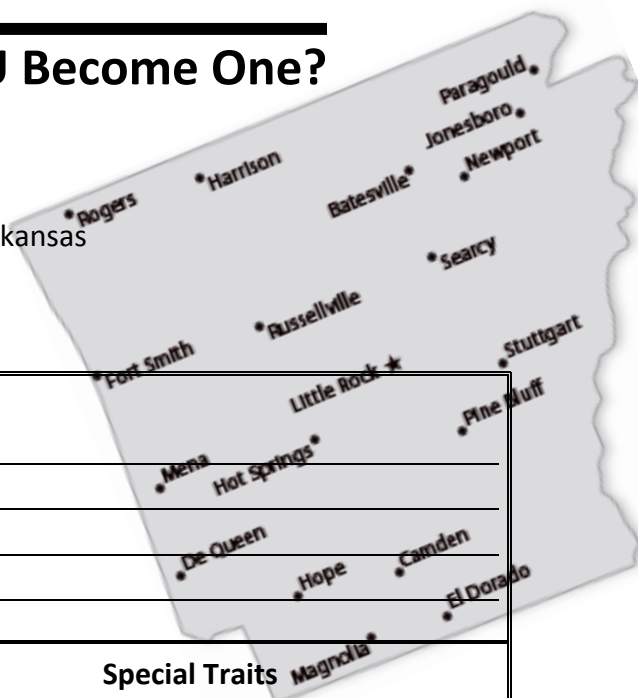 U Become One?
Paragould
Jonesboro
Newport
Harrison
Batesville
Rogers
kansas
Searcy
Russellville
Stuttgart
Fort Smith
Little Rock
Pine Bluff
Mena
Hot Springs
De Queen
Camden
Hope
El Dorado
Magnolia
Special Traits